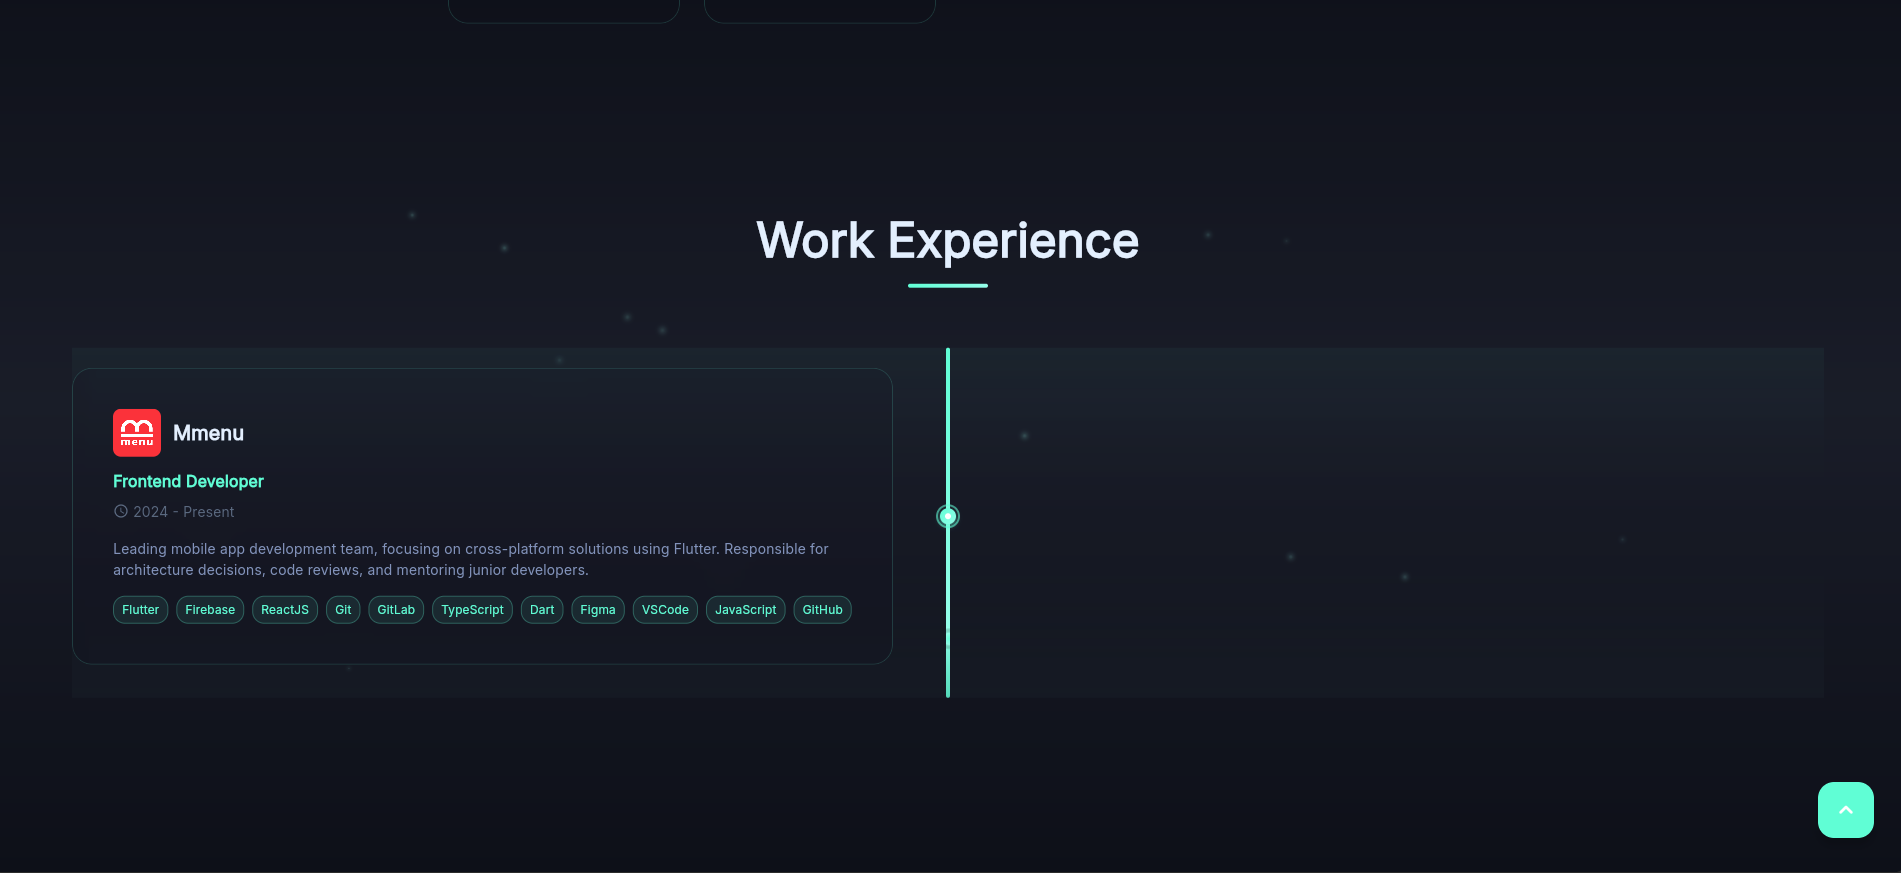 Work Experience
menu
Mmenu
Frontend Developer
2024 - Present
Leading mobile app development team, focusing on cross-platform solutions using Flutter. Responsible for
architecture decisions, code reviews, and mentoring junior developers.
Flutter Firebase ReactJS Git GitLab TypeScript Dart Figma VSCode JavaScript GitHub